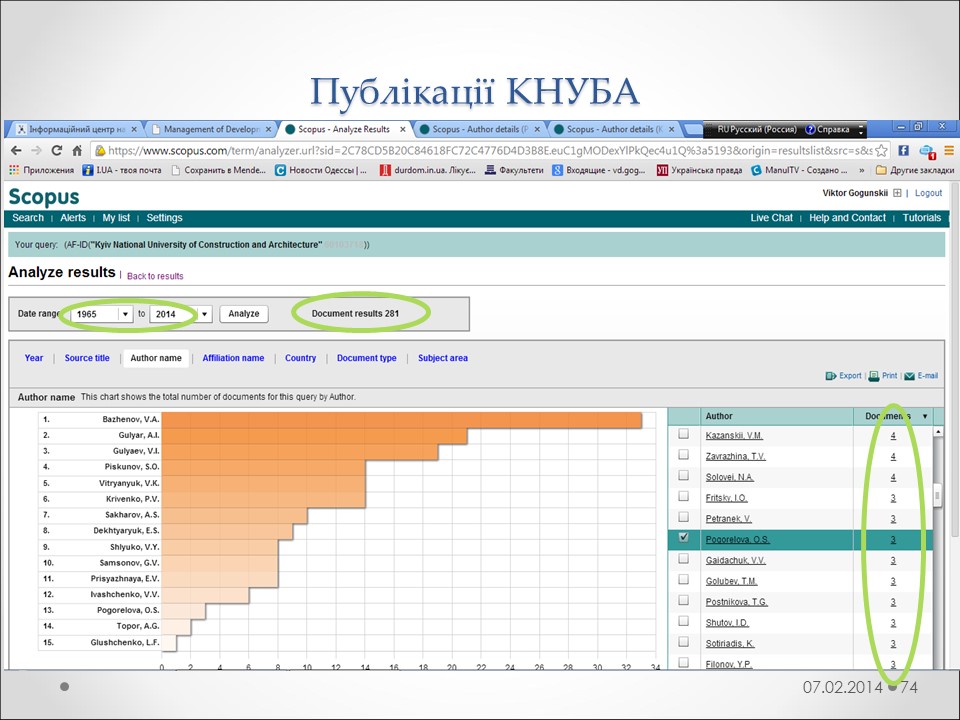 Публікації КНУБА
Інформаційний центр на
Management of Developm
Scopus - Analyze Results
Scopus - Author details (P
Scopus - Author details (
RU Русский (Россия) Справка
https://www.scopus.com/term/analyzer.url?sid=2C78CD5B20C84618FC72C4776D4D3B8E.euC1gMODExYlPkQec4u1Q%3a5193&origin=resultslist&src=s&s
Приложения
I.UA - твоя почта
Сохранить в Mende...
Новости Одессы |...
durdom.in.ua. Лікує...
Факультети
Входящие - vd.gog...
Українська правда
ManulTV - Создано ...
»
Другие закладки
Scopus
Viktor Gogunskii | Logout
Search | Alerts | My list | Settings
Live Chat | Help and Contact | Tutorials
Your query: (AF-ID("Kyiv National University of Construction and Architecture" ))
Analyze results | Back to results
Date range 1965 to 2014 Analyze Document results 281
Year | Source title | Author name | Affiliation name | Country | Document type | Subject area
Export | Print | E-mail
Author name This chart shows the total number of documents for this query by Author.
1. Bazhenov, V.A.
2. Gulyar, A.I.
3. Gulyaev, V.I.
4. Piskunov, S.O.
5. Vitryanyuk, V.K.
6. Krivenko, P.V.
7. Sakharov, A.S.
8. Dekhtyaryuk, E.S.
9. Shlyuko, V.Y.
10. Samsonov, G.V.
11. Prisyazhnaya, E.V.
12. Ivashchenko, V.V.
13. Pogorelova, O.S.
14. Topor, A.G.
15. Glushchenko, L.F.
0 2 4 6 8 10 12 14 16 18 20 22 24 26 28 30 32 34
Author Documents
Kazanskii, V.M. 4
Zavrazhina, T.V. 4
Solovei, N.A. 4
Fritsky, I.O. 3
Petranek, V. 3
Pogorelova, O.S. 3
Gaidachuk, V.V. 3
Golubev, T.M. 3
Postnikova, T.G. 3
Shutov, I.D. 3
Sotiriadis, K. 3
Filonov, Y.P. 3
07.02.2014 74